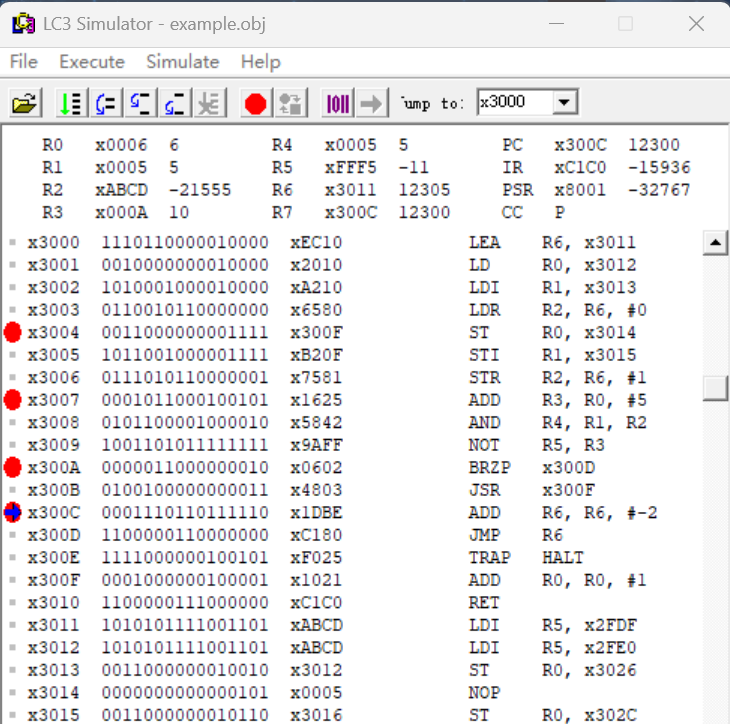 LC3 Simulator - example.obj
File Execute Simulate Help
Jump to: x3000
R0 x0006 6 R4 x0005 5 PC x300C 12300
R1 x0005 5 R5 xFFF5 -11 IR xC1C0 -15936
R2 xABCD -21555 R6 x3011 12305 PSR x8001 -32767
R3 x000A 10 R7 x300C 12300 CC P
x3000 1110110000010000 xEC10 LEA R6, x3011
x3001 0010000000010000 x2010 LD R0, x3012
x3002 1010001000010000 xA210 LDI R1, x3013
x3003 0110010110000000 x6580 LDR R2, R6, #0
x3004 0011000000001111 x300F ST R0, x3014
x3005 1011001000001111 xB20F STI R1, x3015
x3006 0111010110000001 x7581 STR R2, R6, #1
x3007 0001011000100101 x1625 ADD R3, R0, #5
x3008 0101100001000010 x5842 AND R4, R1, R2
x3009 1001101011111111 x9AFF NOT R5, R3
x300A 0000011000000010 x0602 BRZP x300D
x300B 0100100000000011 x4803 JSR x300F
x300C 0001110110111110 x1DBE ADD R6, R6, #-2
x300D 1100000110000000 xC180 JMP R6
x300E 1111000000100101 xF025 TRAP HALT
x300F 0001000000100001 x1021 ADD R0, R0, #1
x3010 1100000111000000 xC1C0 RET
x3011 1010101111001101 xABCD LDI R5, x2FDF
x3012 1010101111001101 xABCD LDI R5, x2FE0
x3013 0011000000010010 x3012 ST R0, x3026
x3014 0000000000000101 x0005 NOP
x3015 0011000000010110 x3016 ST R0, x302C